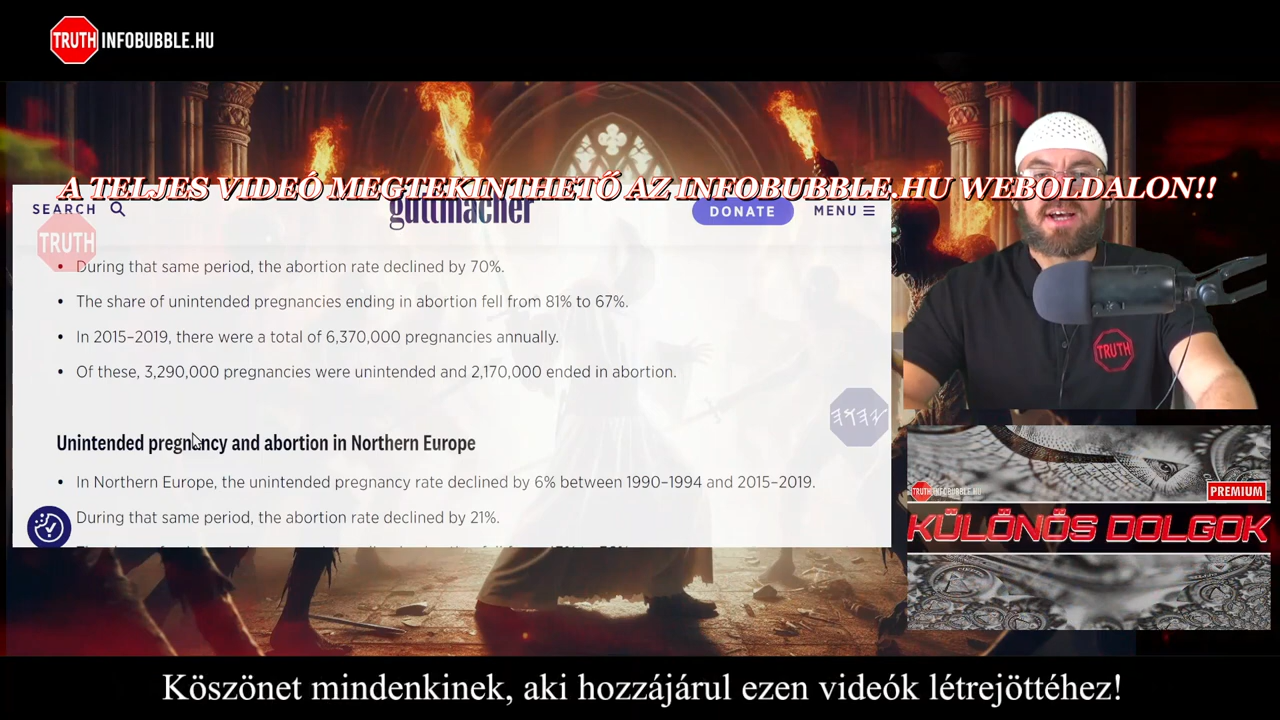 TRUTH INFOBUBBLE.HU
A TELJES VIDEÓ MEGTEKINTHETŐ AZ INFOBUBBLE.HU WEBOLDALON!!
SEARCH
guttmacher
DONATE
MENU
TRUTH
• During that same period, the abortion rate declined by 70%.
• The share of unintended pregnancies ending in abortion fell from 81% to 67%.
• In 2015–2019, there were a total of 6,370,000 pregnancies annually.
• Of these, 3,290,000 pregnancies were unintended and 2,170,000 ended in abortion.
TRUTH
𐤉𐤄𐤅𐤄
Unintended pregnancy and abortion in Northern Europe
• In Northern Europe, the unintended pregnancy rate declined by 6% between 1990–1994 and 2015–2019.
During that same period, the abortion rate declined by 21%.
TRUTH INFOBUBBLE.HU
PREMIUM
KÜLÖNÖS DOLGOK
Köszönet mindenkinek, aki hozzájárul ezen videók létrejöttéhez!